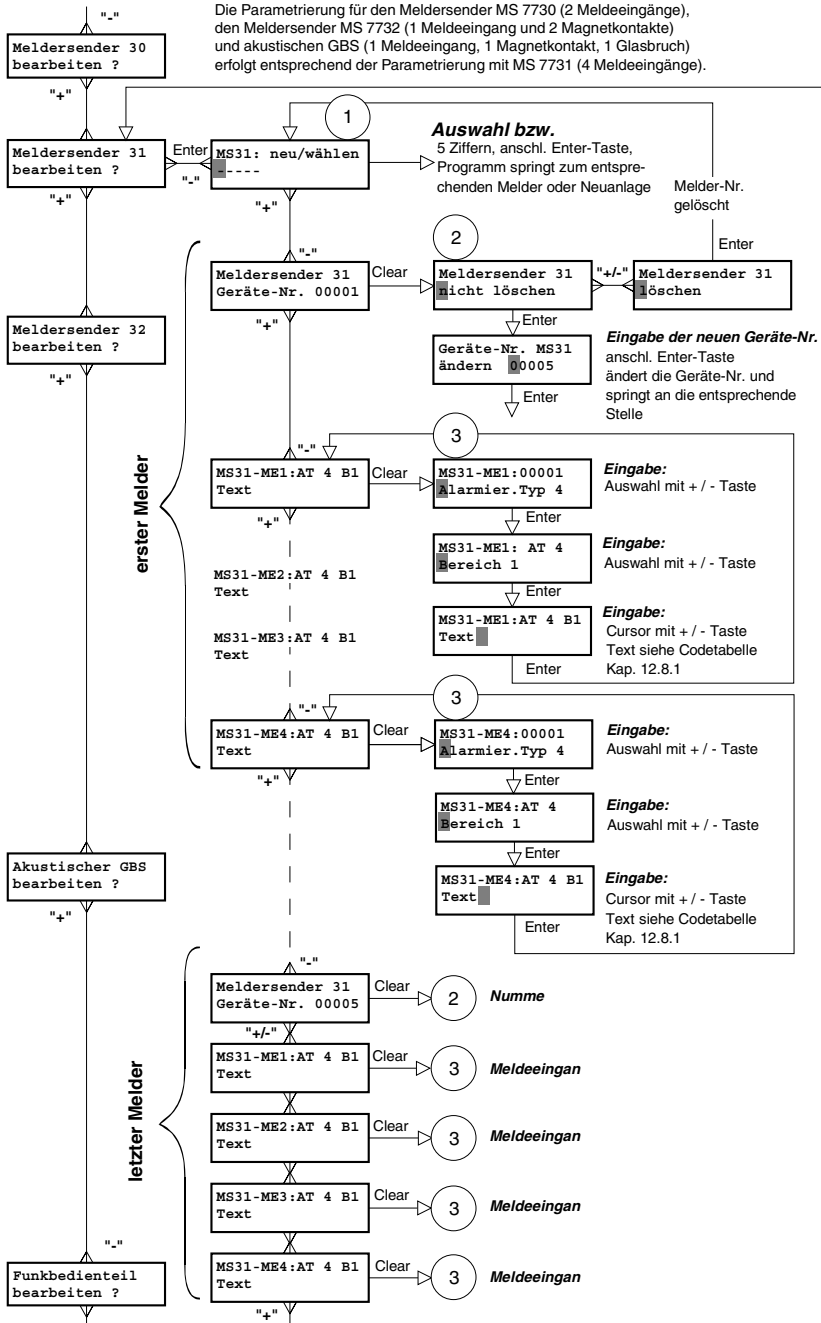 Die Parametrierung für den Meldersender MS 7730 (2 Meldeeingänge),
den Meldersender MS 7732 (1 Meldeeingang und 2 Magnetkontakte)
und akustischen GBS (1 Meldeeingang, 1 Magnetkontakt, 1 Glasbruch)
erfolgt entsprechend der Parametrierung mit MS 7731 (4 Meldeeingänge).
"-"
Meldersender 30
bearbeiten ?
"+"
Meldersender 31
bearbeiten ?
"+"
Enter
"-"
1
MS31: neu/wählen
-----
"+"
Auswahl bzw.
5 Ziffern, anschl. Enter-Taste,
Programm springt zum entspre-
chenden Melder oder Neuanlage
Melder-Nr.
gelöscht
Enter
Meldersender 32
bearbeiten ?
"+"
erster Melder
"-"
Meldersender 31
Geräte-Nr. 00001
"+"
Clear
2
Meldersender 31
nicht löschen
"+/-"
Meldersender 31
löschen
Enter
Geräte-Nr. MS31
ändern 00005
Enter
Eingabe der neuen Geräte-Nr.
anschl. Enter-Taste
ändert die Geräte-Nr. und
springt an die entsprechende
Stelle
"-"
MS31-ME1:AT 4 B1
Text
"+"
Clear
3
MS31-ME1:00001
Alarmier.Typ 4
Eingabe:
Auswahl mit + / - Taste
Enter
MS31-ME1: AT 4
Bereich 1
Eingabe:
Auswahl mit + / - Taste
Enter
MS31-ME1:AT 4 B1
Text
Eingabe:
Cursor mit + / - Taste
Text siehe Codetabelle
Kap. 12.8.1
Enter
MS31-ME2:AT 4 B1
Text
MS31-ME3:AT 4 B1
Text
"-"
MS31-ME4:AT 4 B1
Text
"+"
Clear
3
MS31-ME4:00001
Alarmier.Typ 4
Eingabe:
Auswahl mit + / - Taste
Enter
MS31-ME4:AT 4
Bereich 1
Eingabe:
Auswahl mit + / - Taste
Enter
MS31-ME4:AT 4 B1
Text
Eingabe:
Cursor mit + / - Taste
Text siehe Codetabelle
Kap. 12.8.1
Enter
Akustischer GBS
bearbeiten ?
"+"
letzter Melder
"-"
Meldersender 31
Geräte-Nr. 00005
"+/-"
Clear
2
Numme
MS31-ME1:AT 4 B1
Text
Clear
3
Meldeeingan
MS31-ME2:AT 4 B1
Text
Clear
3
Meldeeingan
MS31-ME3:AT 4 B1
Text
Clear
3
Meldeeingan
MS31-ME4:AT 4 B1
Text
Clear
3
Meldeeingan
"+"
"-"
Funkbedienteil
bearbeiten ?